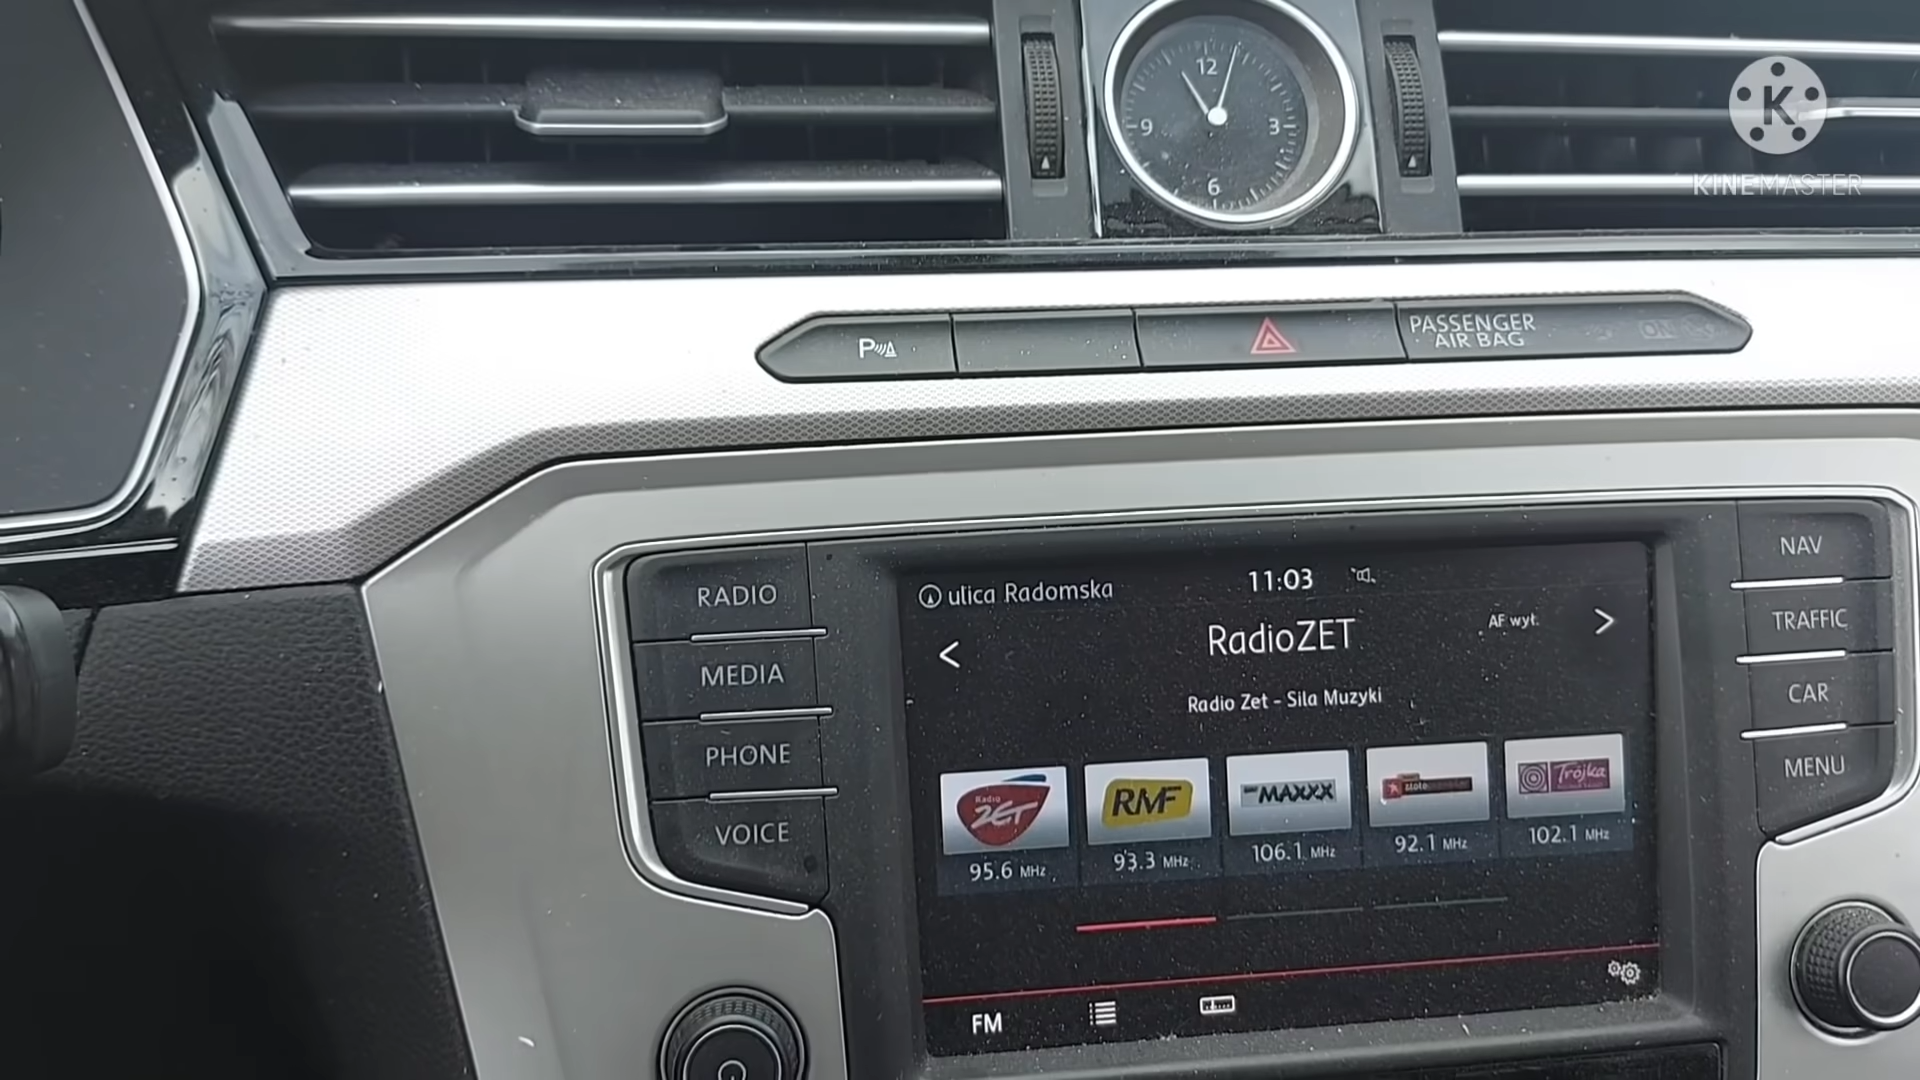 12
9
3
6
K
KINEMASTER
P
PASSENGER
AIR BAG
ON
RADIO
MEDIA
PHONE
VOICE
ulica Radomska
11:03
RadioZET
AF wył.
Radio Zet - Sila Muzyki
Radio
ZET
RMF
MAXXX
Trójka
95.6 MHz
93.3 MHz
106.1 MHz
92.1 MHz
102.1 MHz
FM
NAV
TRAFFIC
CAR
MENU